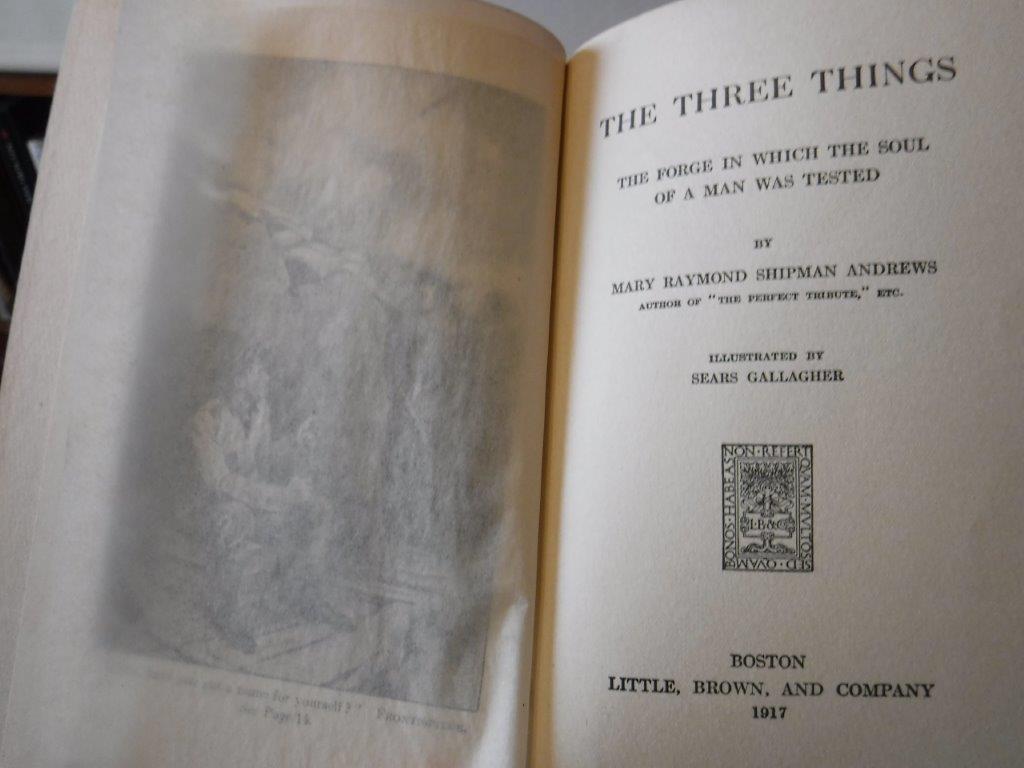 a name for yourself?" FRONTISPIECE.
See Page 14.
THE THREE THINGS
THE FORGE IN WHICH THE SOUL
OF A MAN WAS TESTED
BY
MARY RAYMOND SHIPMAN ANDREWS
AUTHOR OF "THE PERFECT TRIBUTE," ETC.
ILLUSTRATED BY
SEARS GALLAGHER
NON·REFERT
QVAM·MVLTOS
SED·QVAM
BONOS·HABEAS
L·B·&·C·
BOSTON
LITTLE, BROWN, AND COMPANY
1917